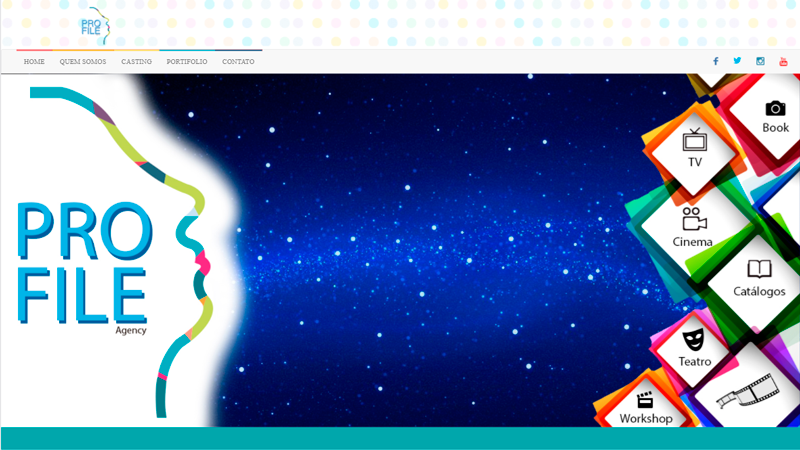 PRO
FILE
HOME QUEM SOMOS CASTING PORTIFOLIO CONTATO
PRO
FILE
Agency
Book
TV
Cinema
Catálogos
Teatro
Workshop